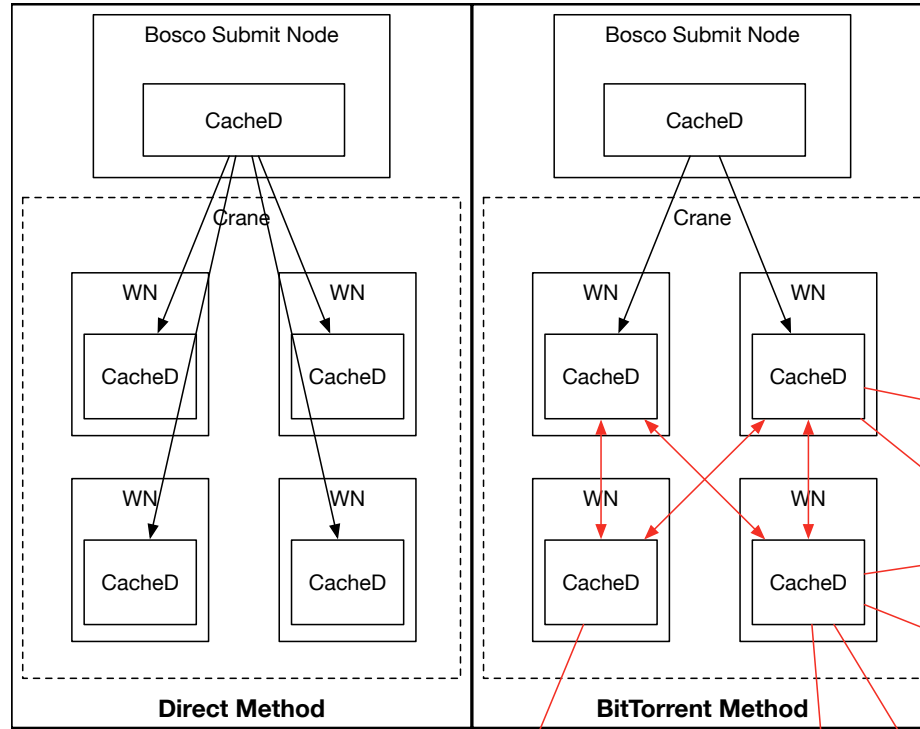 Bosco Submit Node
CacheD
Crane
WN
CacheD
WN
CacheD
WN
CacheD
WN
CacheD
Direct Method
Bosco Submit Node
CacheD
Crane
WN
CacheD
WN
CacheD
WN
CacheD
WN
CacheD
BitTorrent Method